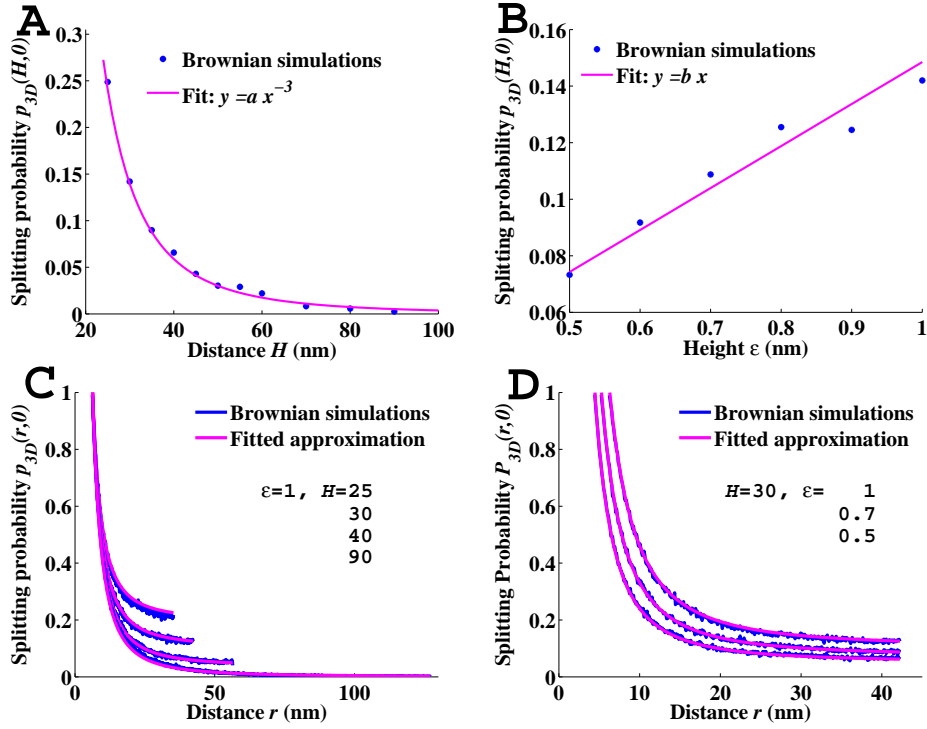 A
Splitting probability p3D(H,0)
0.3
0.25
0.2
0.15
0.1
0.05
0
Brownian simulations
Fit: y =a x−3
20 40 60 80 100
Distance H (nm)
B
Splitting probability p3D(H,0)
0.16
0.14
0.12
0.1
0.08
0.06
Brownian simulations
Fit: y =b x
0.5 0.6 0.7 0.8 0.9 1
Height ε (nm)
C
Splitting probability p3D(r,0)
1
0.8
0.6
0.4
0.2
0
Brownian simulations
Fitted approximation
ε=1, H=25
30
40
90
0 50 100
Distance r (nm)
D
Splitting Probability P3D(r,0)
1
0.8
0.6
0.4
0.2
0
Brownian simulations
Fitted approximation
H=30, ε= 1
0.7
0.5
0 10 20 30 40
Distance r (nm)